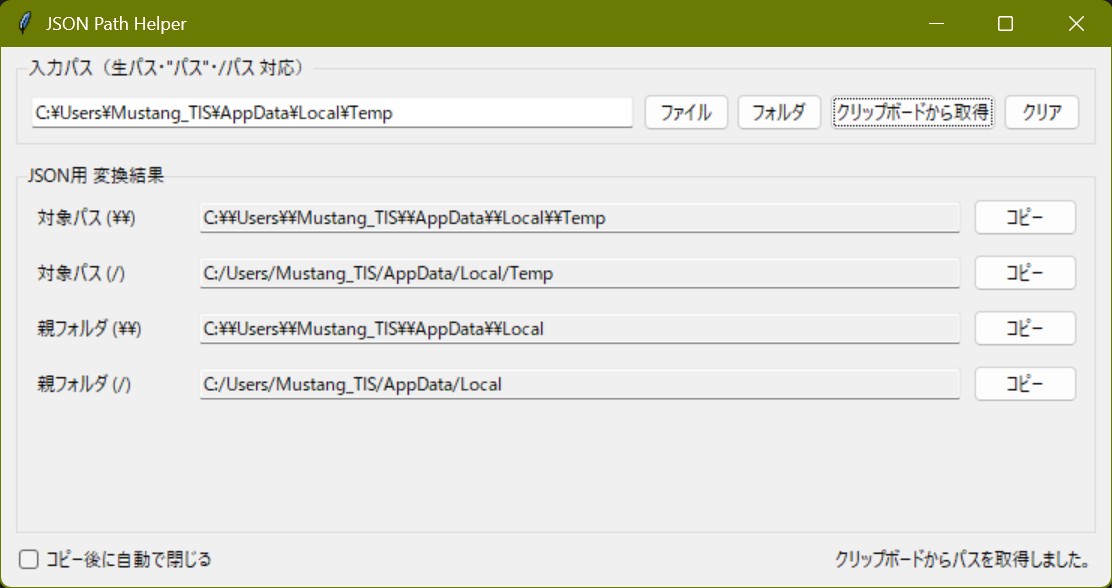 JSON Path Helper
入力パス（生パス・"パス"・//パス 対応）
C:¥Users¥Mustang_TIS¥AppData¥Local¥Temp ファイル フォルダ クリップボードから取得 クリア
JSON用 変換結果
対象パス (¥¥) C:¥¥Users¥¥Mustang_TIS¥¥AppData¥¥Local¥¥Temp コピー
対象パス (/) C:/Users/Mustang_TIS/AppData/Local/Temp コピー
親フォルダ (¥¥) C:¥¥Users¥¥Mustang_TIS¥¥AppData¥¥Local コピー
親フォルダ (/) C:/Users/Mustang_TIS/AppData/Local コピー
コピー後に自動で閉じる クリップボードからパスを取得しました。